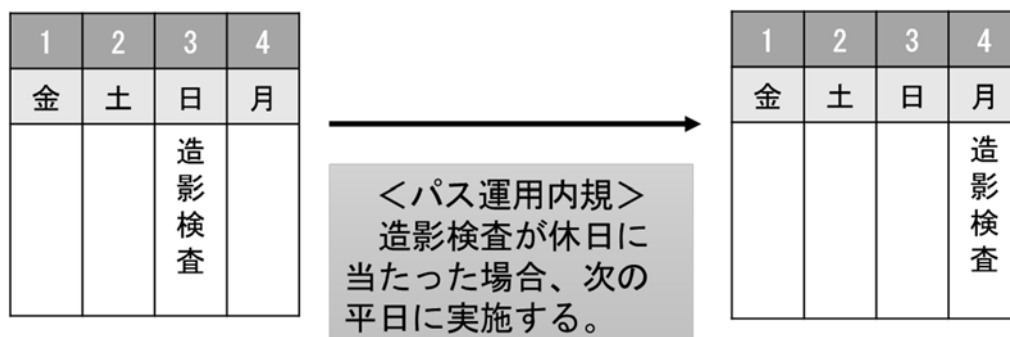 1 2 3 4
金 土 日 月
造影検査
＜パス運用内規＞
造影検査が休日に
当たった場合、次の
平日に実施する。
1 2 3 4
金 土 日 月
造影検査